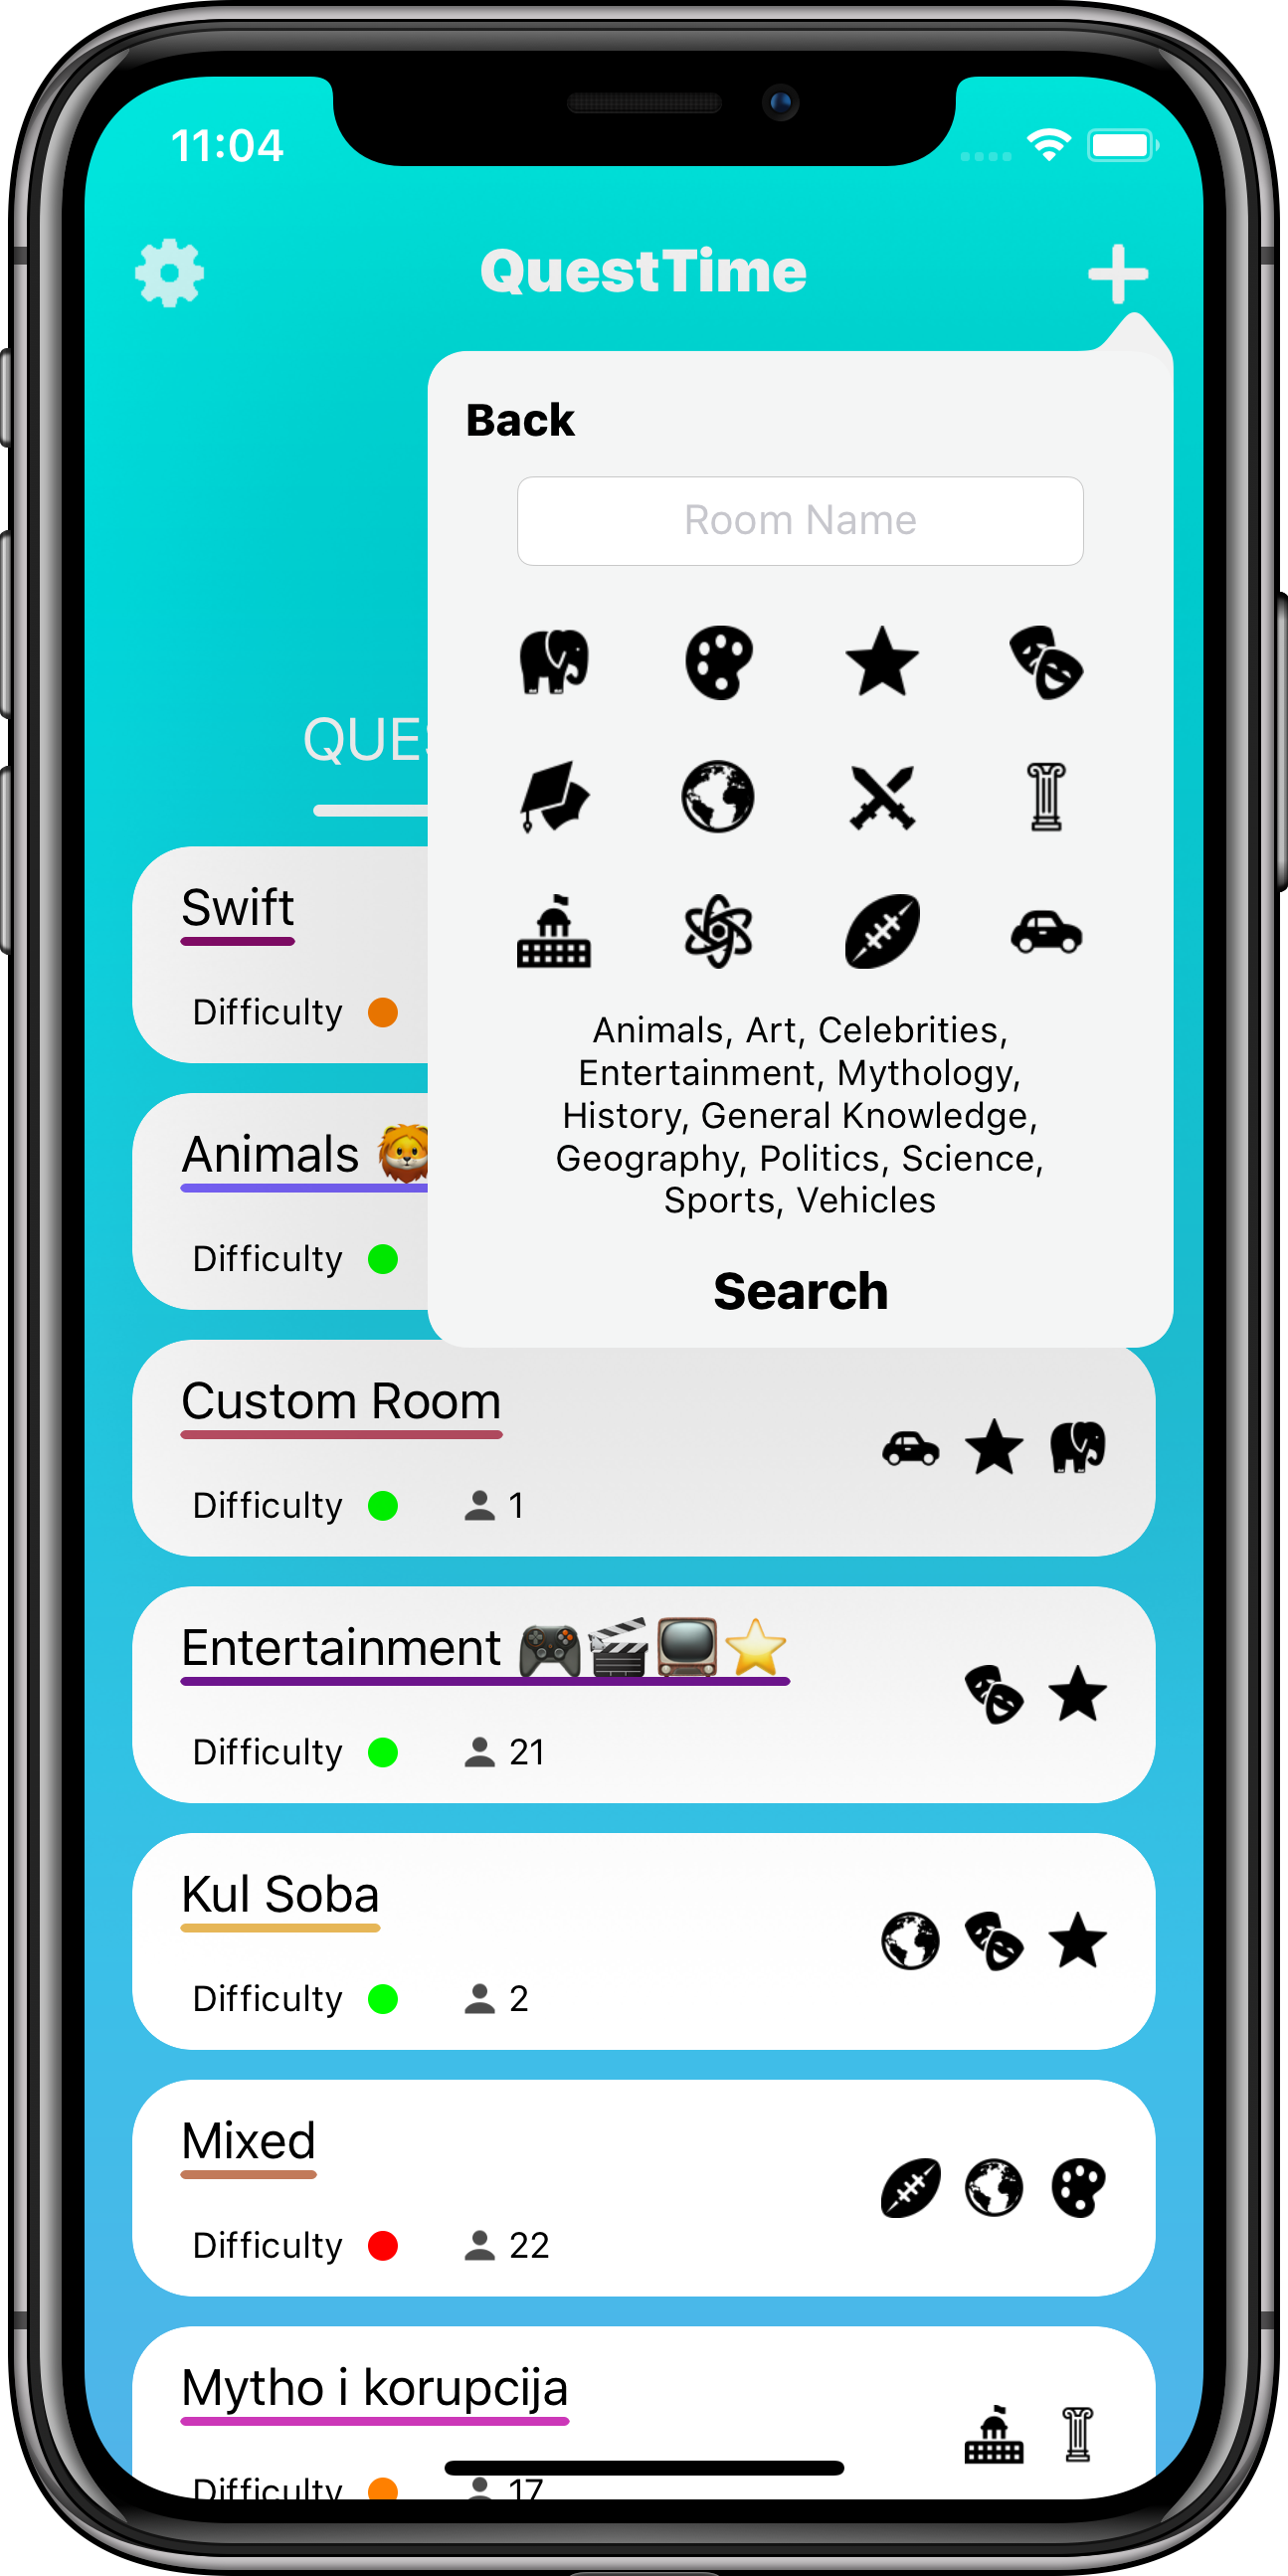 11:04
QuestTime
Back
Room Name
Animals, Art, Celebrities,
Entertainment, Mythology,
History, General Knowledge,
Geography, Politics, Science,
Sports, Vehicles
Search
QUES
Swift
Difficulty
Animals 🦁
Difficulty
Custom Room
Difficulty 1
Entertainment 🎮🎬📺⭐
Difficulty 21
Kul Soba
Difficulty 2
Mixed
Difficulty 22
Mytho i korupcija
Difficulty 17